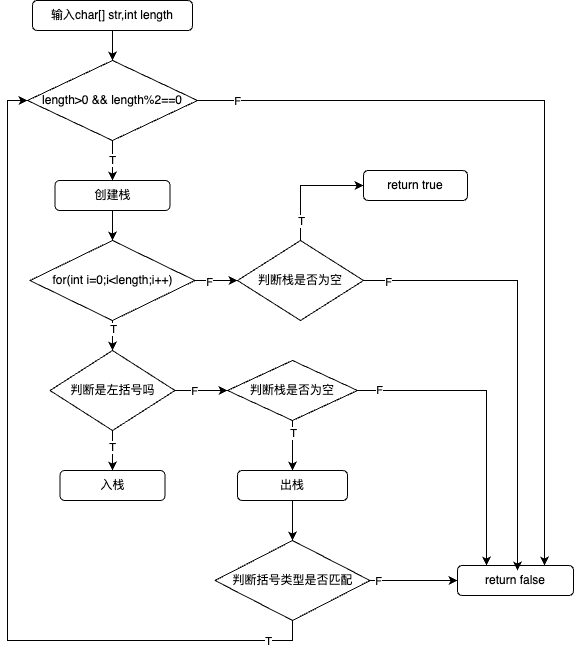 输入char[] str,int length
length>0 && length%2==0
F
T
创建栈
return true
T
for(int i=0;i<length;i++)
F
判断栈是否为空
F
T
判断是左括号吗
F
判断栈是否为空
F
T
T
入栈
出栈
判断括号类型是否匹配
F
return false
T